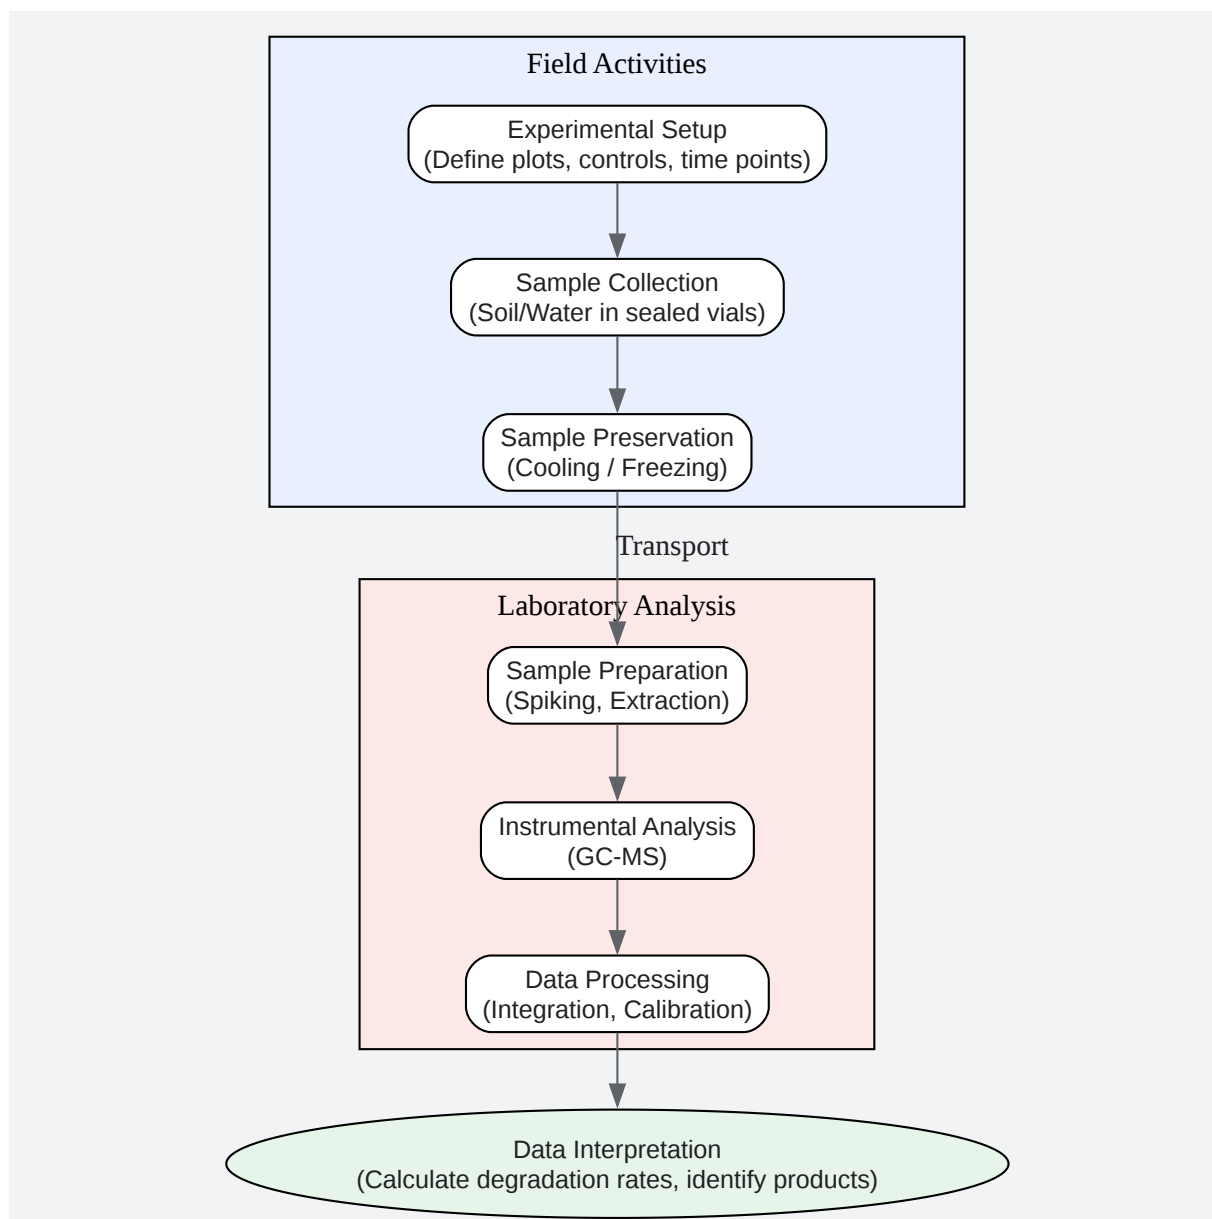 Field Activities
Experimental Setup
(Define plots, controls, time points)
Sample Collection
(Soil/Water in sealed vials)
Sample Preservation
(Cooling / Freezing)
Transport
Laboratory Analysis
Sample Preparation
(Spiking, Extraction)
Instrumental Analysis
(GC-MS)
Data Processing
(Integration, Calibration)
Data Interpretation
(Calculate degradation rates, identify products)